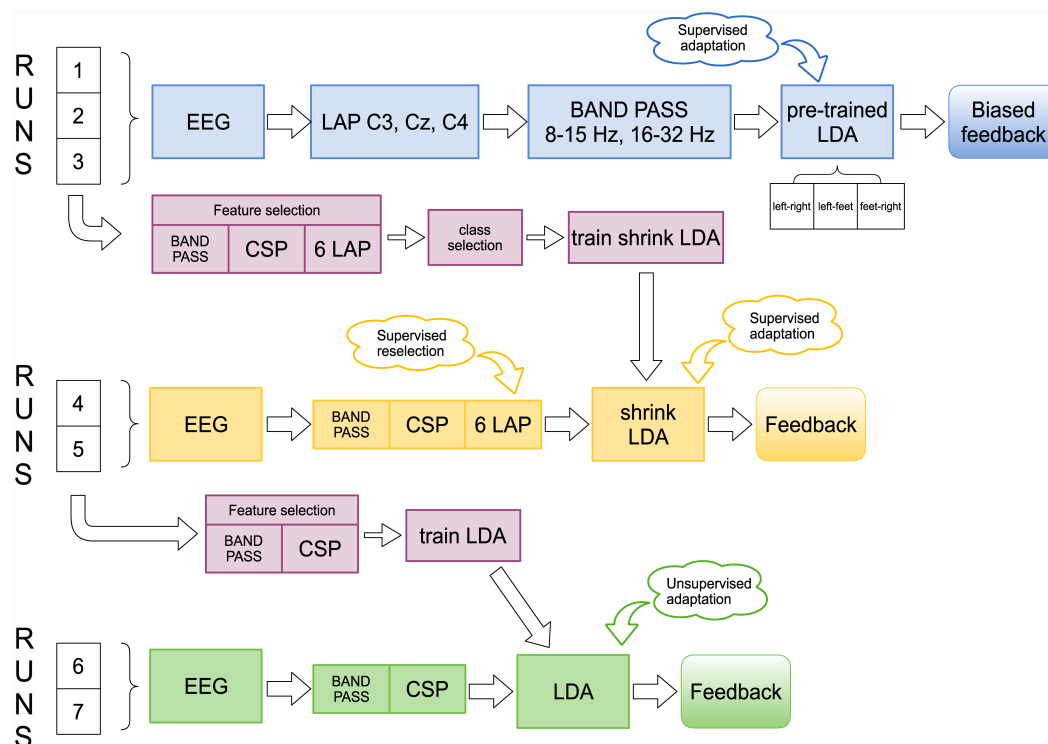 RUNS
1
2
3
EEG
LAP C3, Cz, C4
BAND PASS
8-15 Hz, 16-32 Hz
Supervised
adaptation
pre-trained
LDA
Biased
feedback
left-right
left-feet
feet-right
Feature selection
BAND
PASS
CSP
6 LAP
class
selection
train shrink LDA
RUNS
4
5
EEG
Supervised
reselection
BAND
PASS
CSP
6 LAP
Supervised
adaptation
shrink
LDA
Feedback
Feature selection
BAND
PASS
CSP
train LDA
RUNS
6
7
EEG
BAND
PASS
CSP
Unsupervised
adaptation
LDA
Feedback